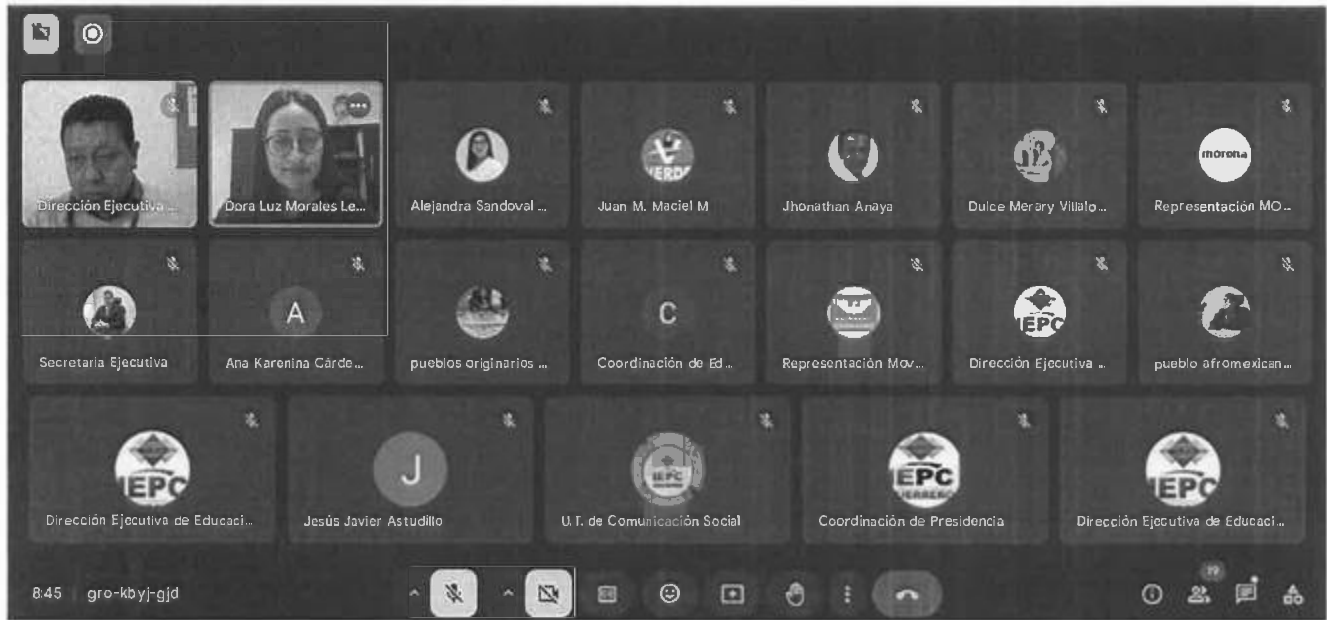 morena
VERDE
Dirección Ejecutiva ...
Dora Luz Morales Le...
Alejandra Sandoval ...
Juan M. Maciel M
Jhonathan Anaya
Dulce Merary Villalo...
Representación MO...
A
C
IEPC
Secretaria Ejecutiva
Ana Karenina Cárde...
pueblos originarios ...
Coordinación de Ed...
Representación Mov...
Dirección Ejecutiva ...
pueblo afromexican...
IEPC
J
IEPC
IEPC
GUERRERO
IEPC
Dirección Ejecutiva de Educaci...
Jesús Javier Astudillo
U.T. de Comunicación Social
Coordinación de Presidencia
Dirección Ejecutiva de Educaci...
8:45 | gro-kbyj-gjd
19